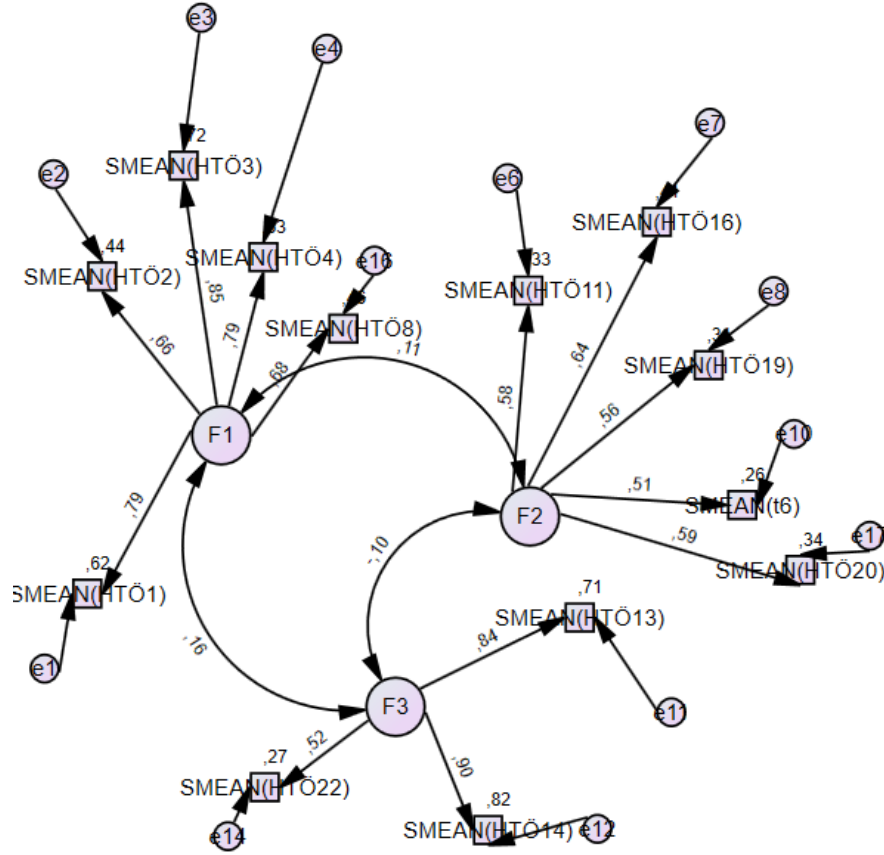 e3
e4
,72
SMEAN(HTÖ3)
e2
,44
SMEAN(HTÖ2)
,63
SMEAN(HTÖ4)
e16
SMEAN(HTÖ8)
,85
,79
,66
,68
,11
F1
,79
,62
SMEAN(HTÖ1)
e1
,16
e7
e6
SMEAN(HTÖ16)
,33
SMEAN(HTÖ11)
e8
SMEAN(HTÖ19)
,64
,58
,56
e10
,51
,26
SMEAN(t6)
F2
,59
e17
,34
SMEAN(HTÖ20)
-,10
,71
SMEAN(HTÖ13)
,84
e11
F3
,52
,27
SMEAN(HTÖ22)
e14
,90
,82
SMEAN(HTÖ14)
e12